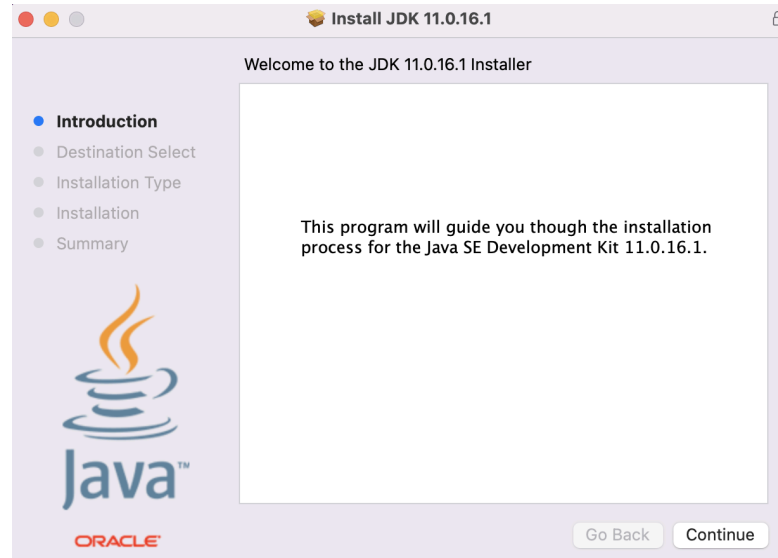 Install JDK 11.0.16.1
Welcome to the JDK 11.0.16.1 Installer
Introduction
Destination Select
Installation Type
Installation
Summary
This program will guide you though the installation
process for the Java SE Development Kit 11.0.16.1.
Java™
ORACLE®
Go Back
Continue